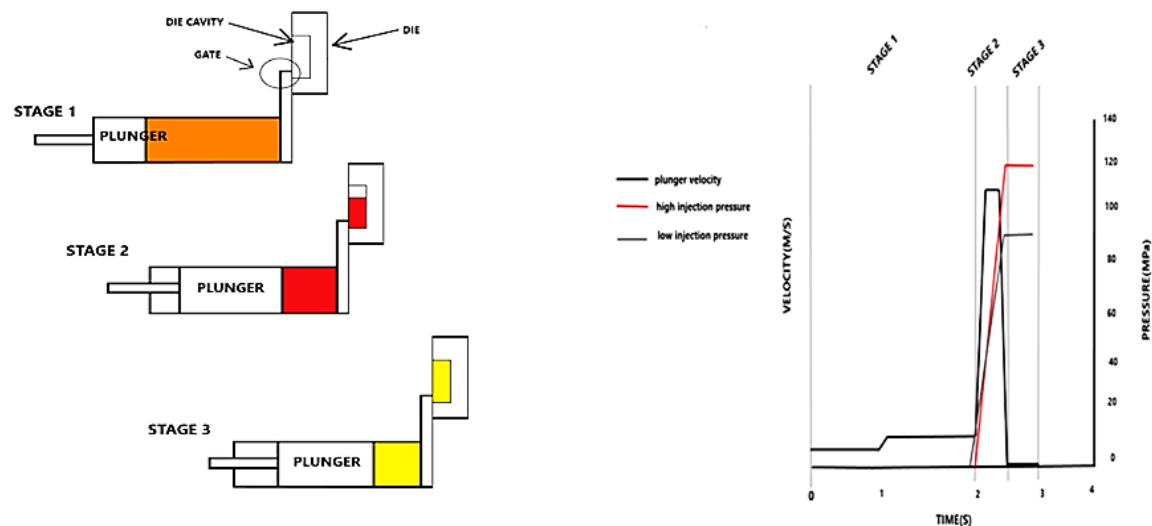 DIE CAVITY
DIE
GATE
STAGE 1
PLUNGER
STAGE 2
PLUNGER
STAGE 3
PLUNGER
plunger velocity
high injection pressure
low injection pressure
STAGE 1
STAGE 2
STAGE 3
VELOCITY(M/S)
140
120
100
80
60
40
20
0
PRESSURE(MPa)
0
1
2
3
4
TIME(S)